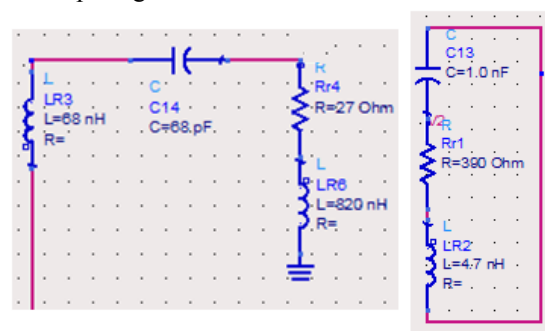 L
LR3
L=68 nH
R=
C
C14
C=68 pF
R
Rr4
R=27 Ohm
L
LR6
L=820 nH
R=
C
C13
C=1.0 nF
R
Rr1
R=390 Ohm
L
LR2
L=4.7 nH
R=